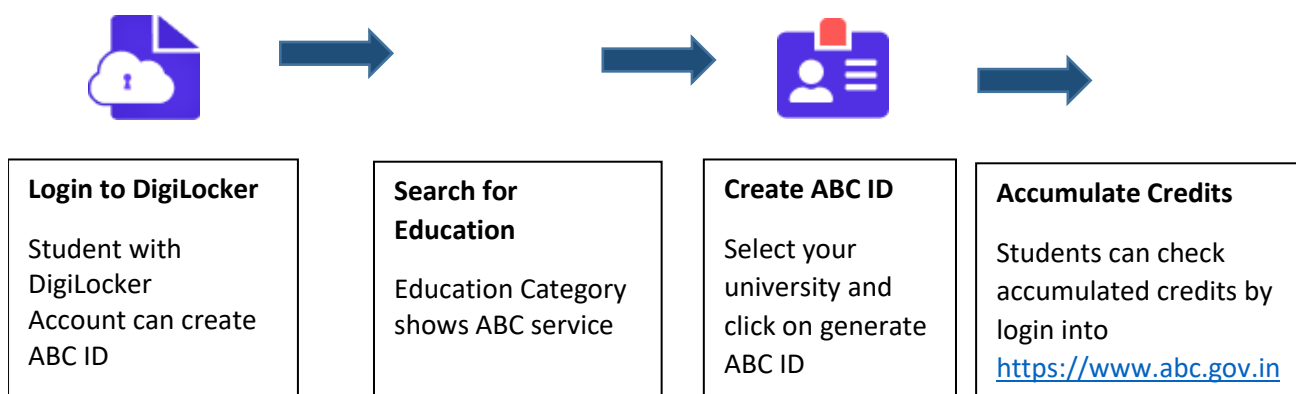 Login to DigiLocker
Student with
DigiLocker
Account can create
ABC ID
Search for
Education
Education Category
shows ABC service
Create ABC ID
Select your
university and
click on generate
ABC ID
Accumulate Credits
Students can check
accumulated credits by
login into
https://www.abc.gov.in